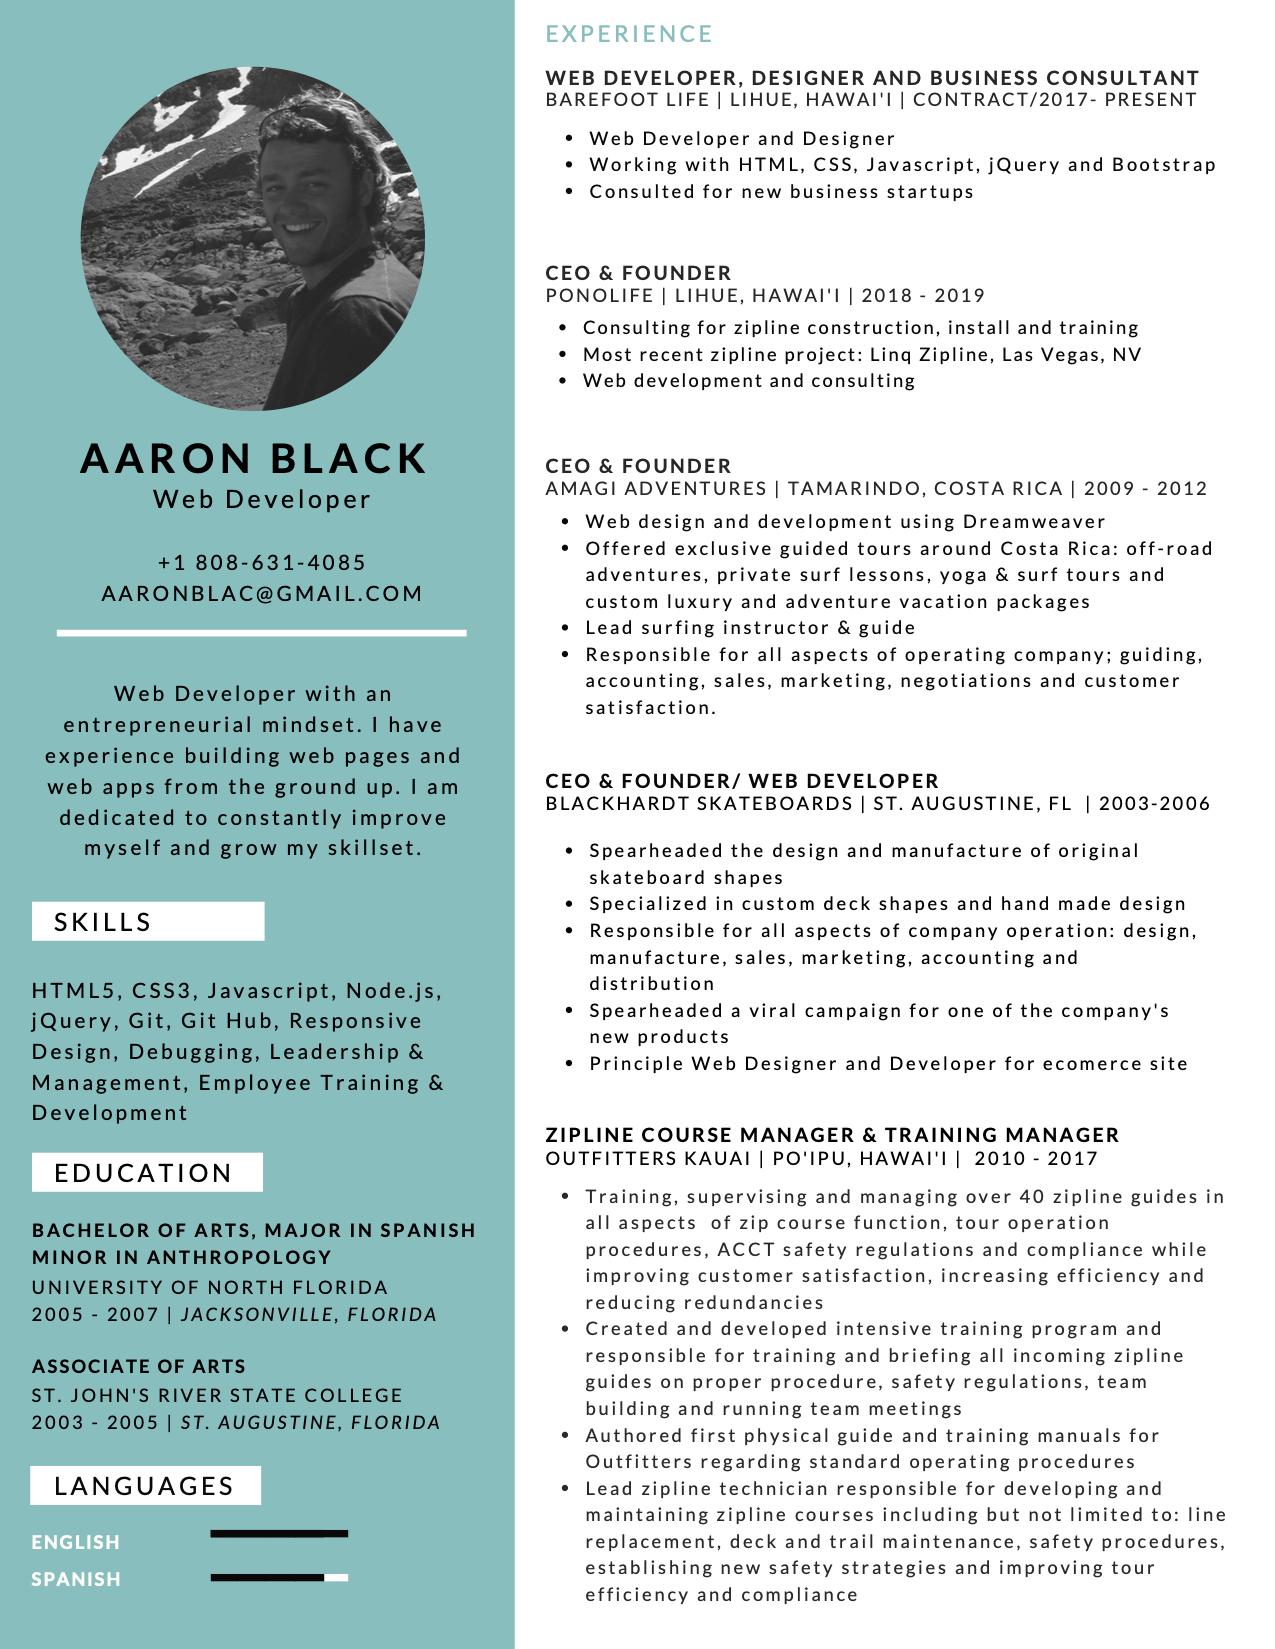 AARON BLACK
Web Developer
+1 808-631-4085
AARONBLAC@GMAIL.COM
Web Developer with an
entrepreneurial mindset. I have
experience building web pages and
web apps from the ground up. I am
dedicated to constantly improve
myself and grow my skillset.
SKILLS
HTML5, CSS3, Javascript, Node.js,
jQuery, Git, Git Hub, Responsive
Design, Debugging, Leadership &
Management, Employee Training &
Development
EDUCATION
BACHELOR OF ARTS, MAJOR IN SPANISH
MINOR IN ANTHROPOLOGY
UNIVERSITY OF NORTH FLORIDA
2005 - 2007 | JACKSONVILLE, FLORIDA
ASSOCIATE OF ARTS
ST. JOHN'S RIVER STATE COLLEGE
2003 - 2005 | ST. AUGUSTINE, FLORIDA
LANGUAGES
ENGLISH
SPANISH
EXPERIENCE
WEB DEVELOPER, DESIGNER AND BUSINESS CONSULTANT
BAREFOOT LIFE | LIHUE, HAWAI'I | CONTRACT/2017- PRESENT
• Web Developer and Designer
• Working with HTML, CSS, Javascript, jQuery and Bootstrap
• Consulted for new business startups
CEO & FOUNDER
PONOLIFE | LIHUE, HAWAI'I | 2018 - 2019
• Consulting for zipline construction, install and training
• Most recent zipline project: Linq Zipline, Las Vegas, NV
• Web development and consulting
CEO & FOUNDER
AMAGI ADVENTURES | TAMARINDO, COSTA RICA | 2009 - 2012
• Web design and development using Dreamweaver
• Offered exclusive guided tours around Costa Rica: off-road
adventures, private surf lessons, yoga & surf tours and
custom luxury and adventure vacation packages
• Lead surfing instructor & guide
• Responsible for all aspects of operating company; guiding,
accounting, sales, marketing, negotiations and customer
satisfaction.
CEO & FOUNDER/ WEB DEVELOPER
BLACKHARDT SKATEBOARDS | ST. AUGUSTINE, FL | 2003-2006
• Spearheaded the design and manufacture of original
skateboard shapes
• Specialized in custom deck shapes and hand made design
• Responsible for all aspects of company operation: design,
manufacture, sales, marketing, accounting and
distribution
• Spearheaded a viral campaign for one of the company's
new products
• Principle Web Designer and Developer for ecomerce site
ZIPLINE COURSE MANAGER & TRAINING MANAGER
OUTFITTERS KAUAI | PO'IPU, HAWAI'I | 2010 - 2017
• Training, supervising and managing over 40 zipline guides in
all aspects of zip course function, tour operation
procedures, ACCT safety regulations and compliance while
improving customer satisfaction, increasing efficiency and
reducing redundancies
• Created and developed intensive training program and
responsible for training and briefing all incoming zipline
guides on proper procedure, safety regulations, team
building and running team meetings
• Authored first physical guide and training manuals for
Outfitters regarding standard operating procedures
• Lead zipline technician responsible for developing and
maintaining zipline courses including but not limited to: line
replacement, deck and trail maintenance, safety procedures,
establishing new safety strategies and improving tour
efficiency and compliance